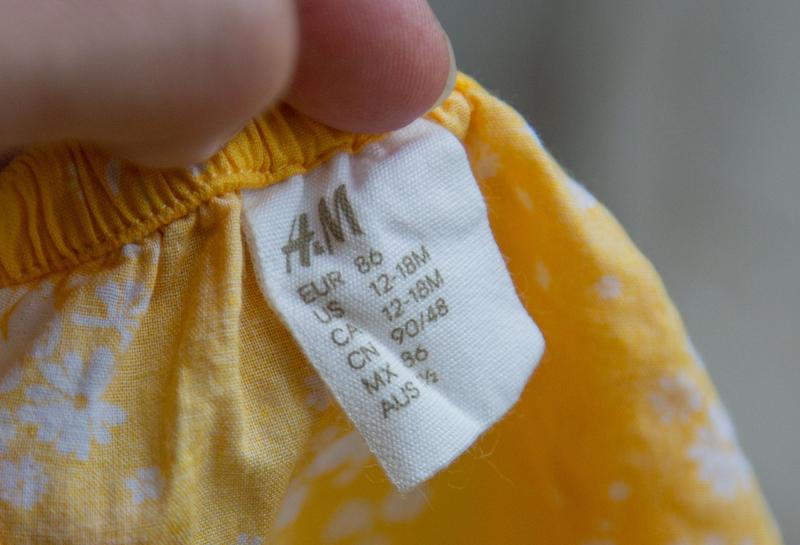 H&M
EUR 86
US 12-18M
CA 12-18M
CN 90/48
MX 86
AUS ½